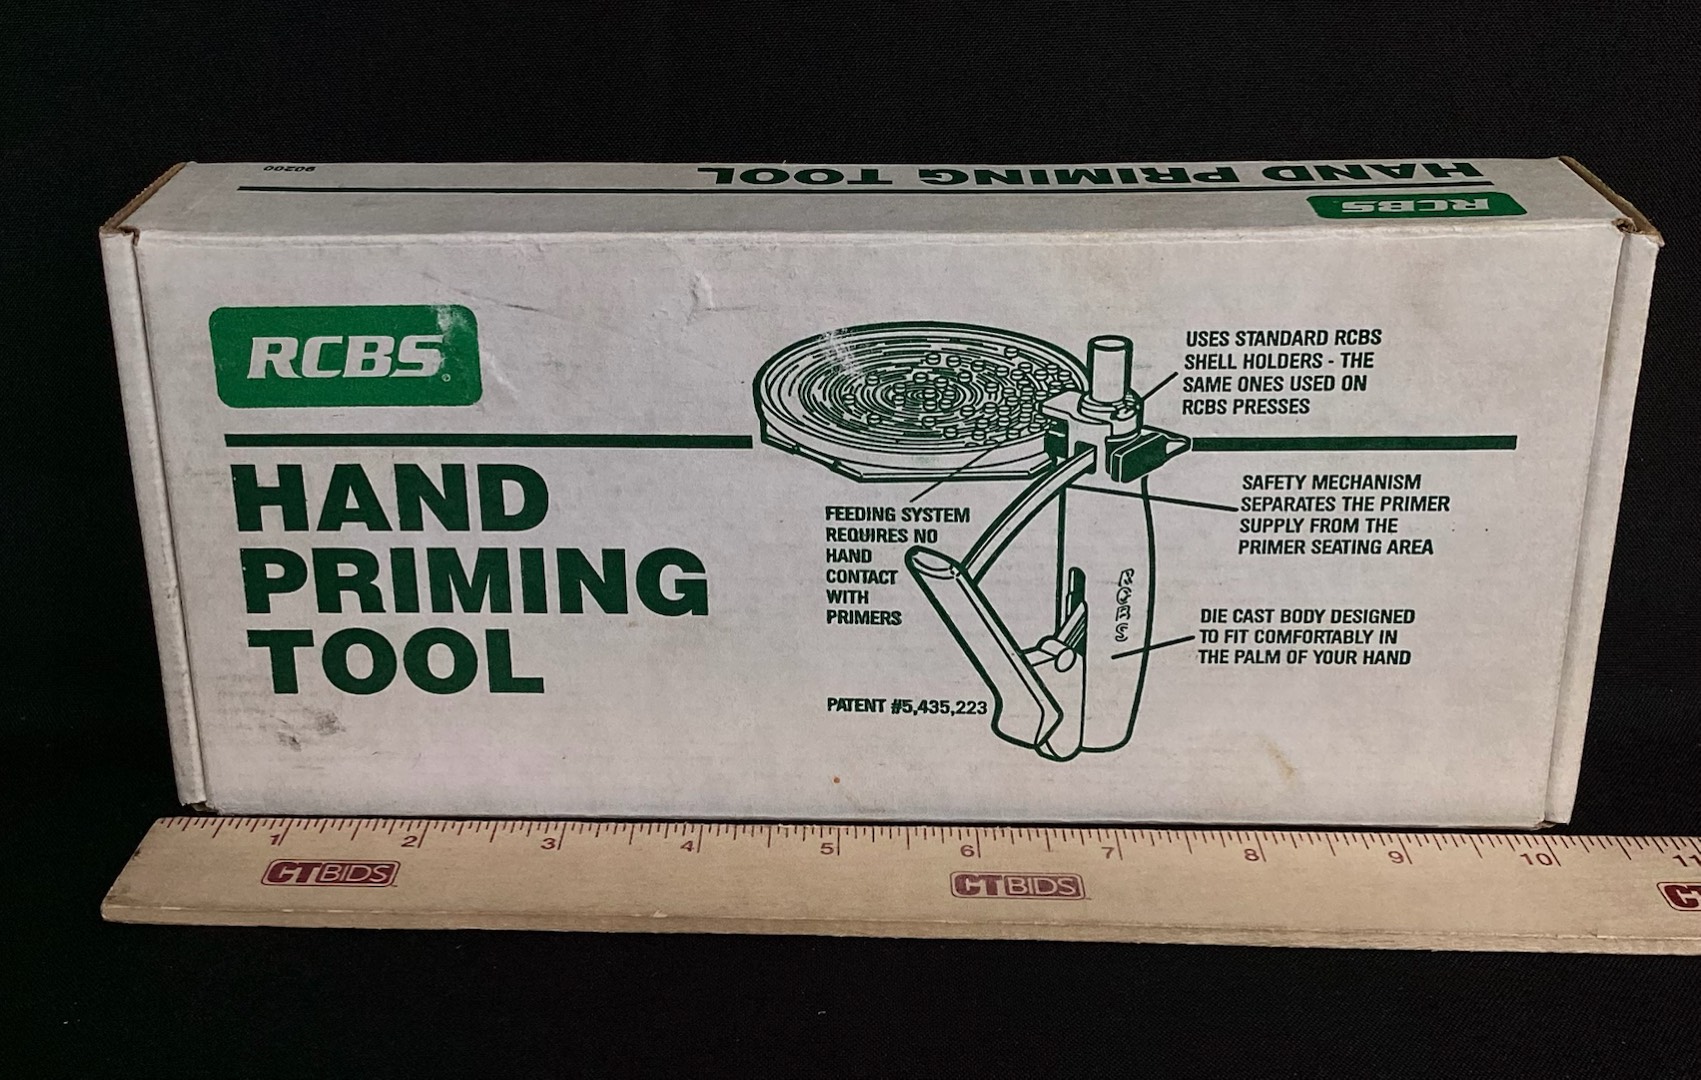 90200
HAND PRIMING TOOL
RCBS
RCBS
HAND
PRIMING
TOOL
USES STANDARD RCBS
SHELL HOLDERS - THE
SAME ONES USED ON
RCBS PRESSES
FEEDING SYSTEM
REQUIRES NO
HAND
CONTACT
WITH
PRIMERS
SAFETY MECHANISM
SEPARATES THE PRIMER
SUPPLY FROM THE
PRIMER SEATING AREA
RCBS
DIE CAST BODY DESIGNED
TO FIT COMFORTABLY IN
THE PALM OF YOUR HAND
PATENT #5,435,223
1 2 3 4 5 6 7 8 9 10 11
CTBIDS CTBIDS CT